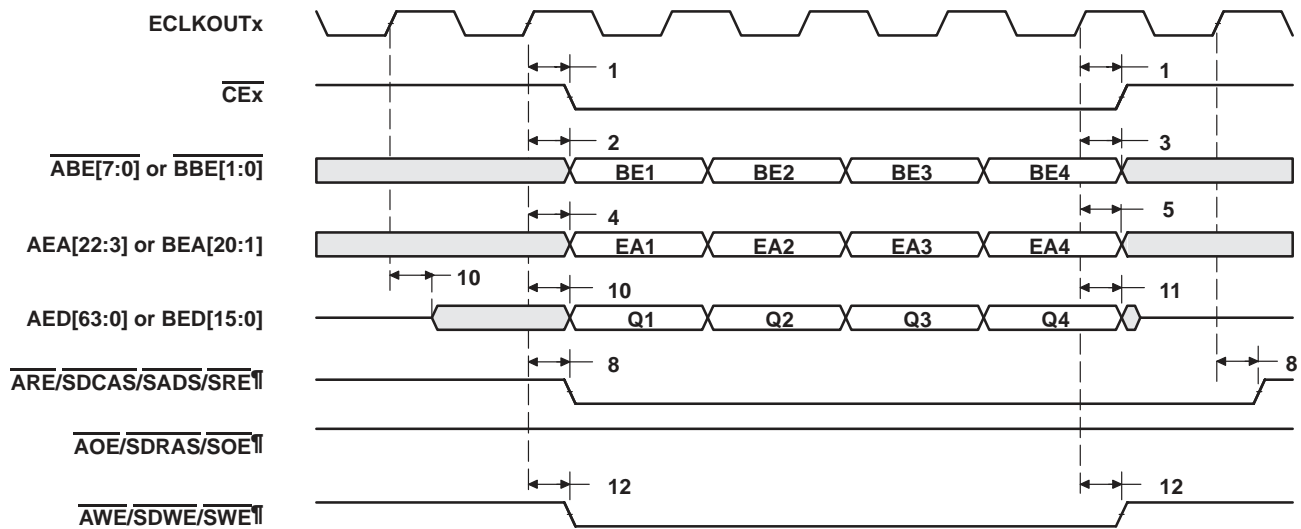 ECLKOUTx
1 1
CEx
2 3
ABE[7:0] or BBE[1:0] BE1 BE2 BE3 BE4
4 5
AEA[22:3] or BEA[20:1] EA1 EA2 EA3 EA4
10 10 11
AED[63:0] or BED[15:0] Q1 Q2 Q3 Q4
8 8
ARE/SDCAS/SADS/SRE¶
AOE/SDRAS/SOE¶
12 12
AWE/SDWE/SWE¶